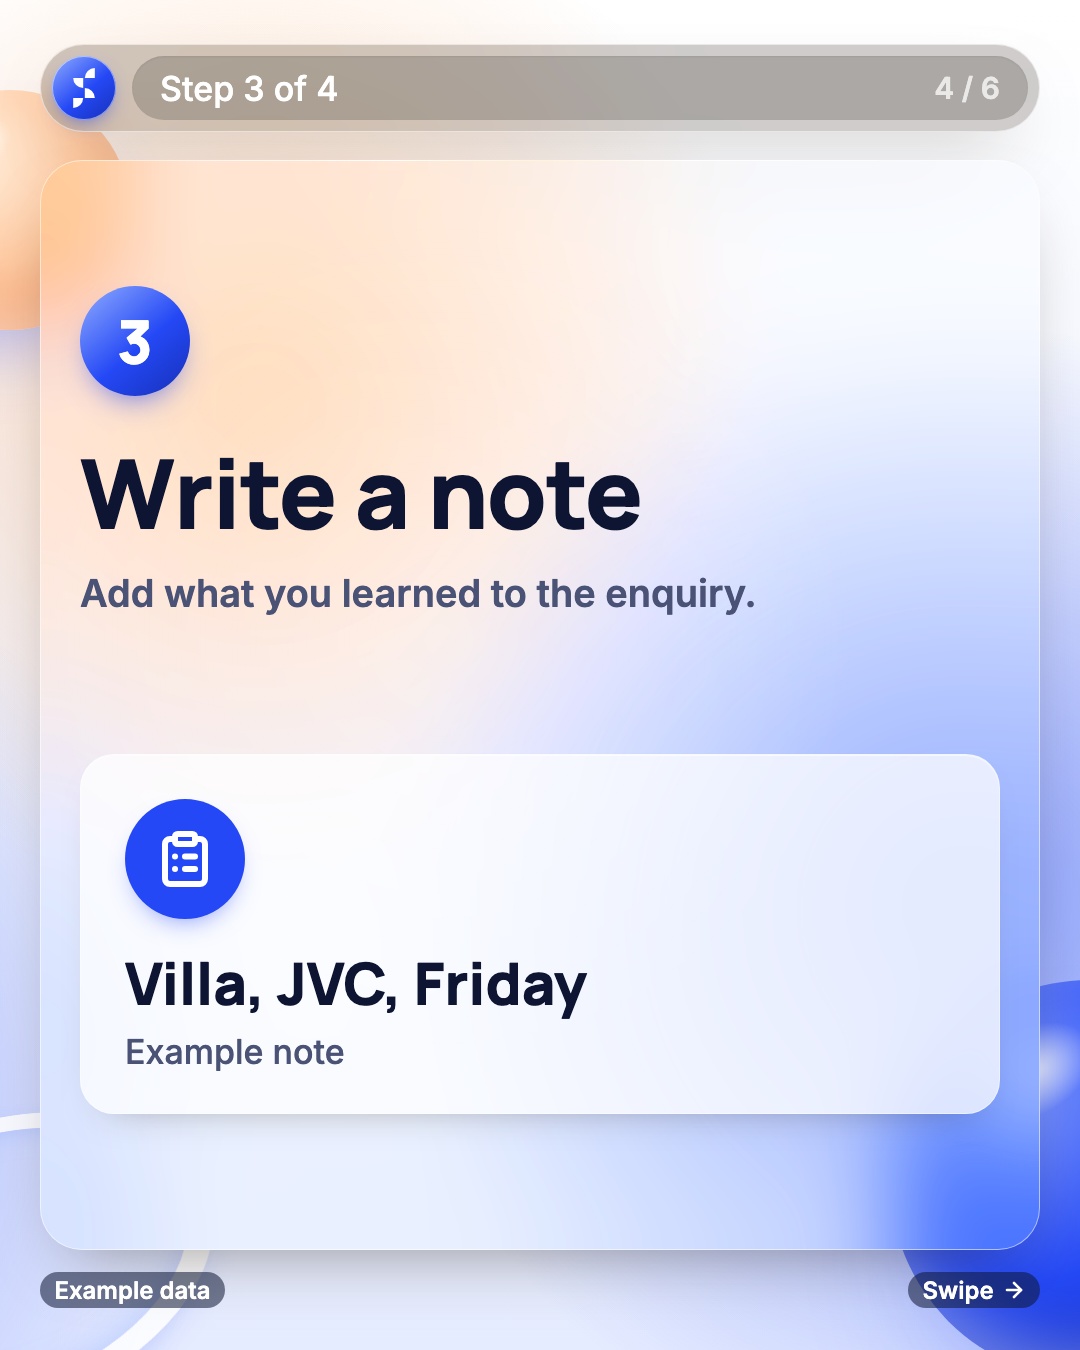 Step 3 of 4
4 / 6
3
Write a note
Add what you learned to the enquiry.
Villa, JVC, Friday
Example note
Example data
Swipe →